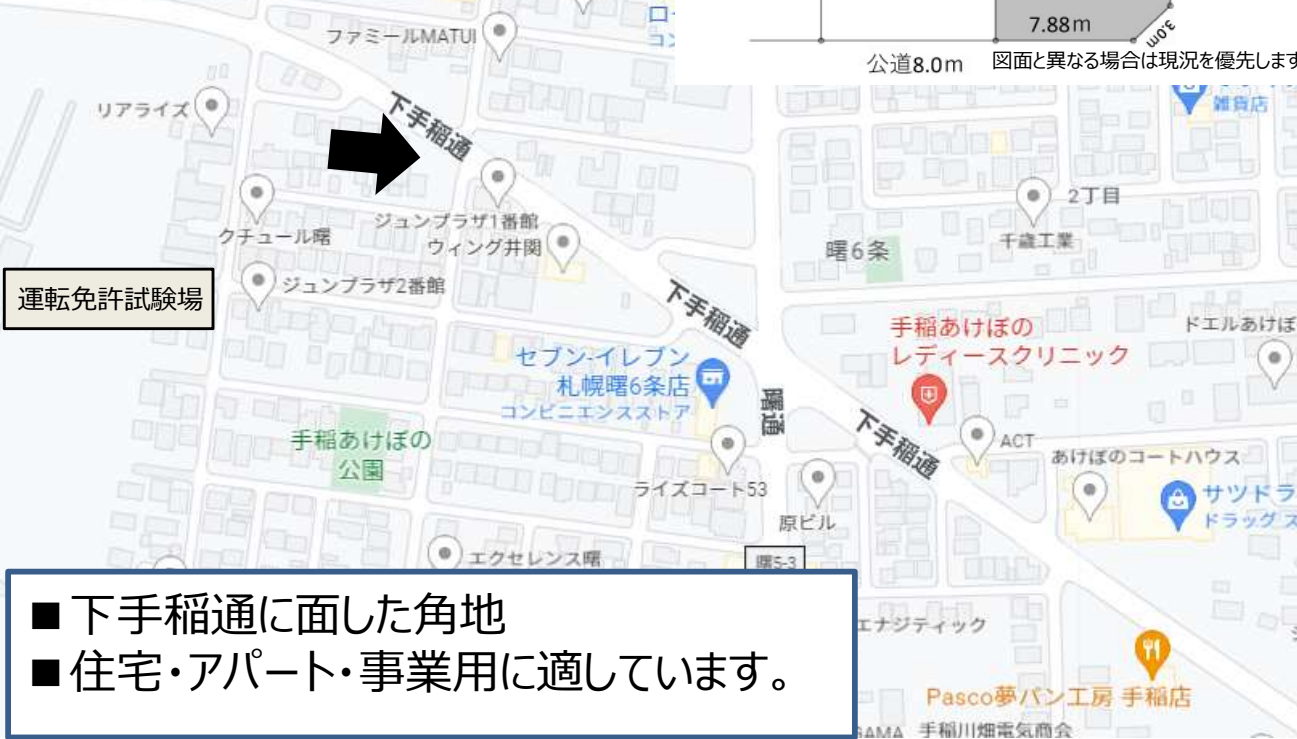 7.88m
3.0m
公道8.0m
図面と異なる場合は現況を優先します
ファミールMATUI
リアライズ
下手稲通
雑貨店
2丁目
千歳工業
曙6条
クチュール曙
ジュンプラザ1番館
ウィング井関
運転免許試験場
ジュンプラザ2番館
下手稲通
手稲あけぼの
レディースクリニック
ドエルあけぼ
セブン-イレブン
札幌曙6条店
コンビニエンスストア
曙通
下手稲通
手稲あけぼの
公園
ACT
あけぼのコートハウス
ライズコート53
サツドラ
ドラッグス
原ビル
エクセレンス曙
曙5-3
■下手稲通に面した角地
■住宅・アパート・事業用に適しています。
エナジティック
Pasco夢パン工房 手稲店
GAMA
手稲川畑電気商会